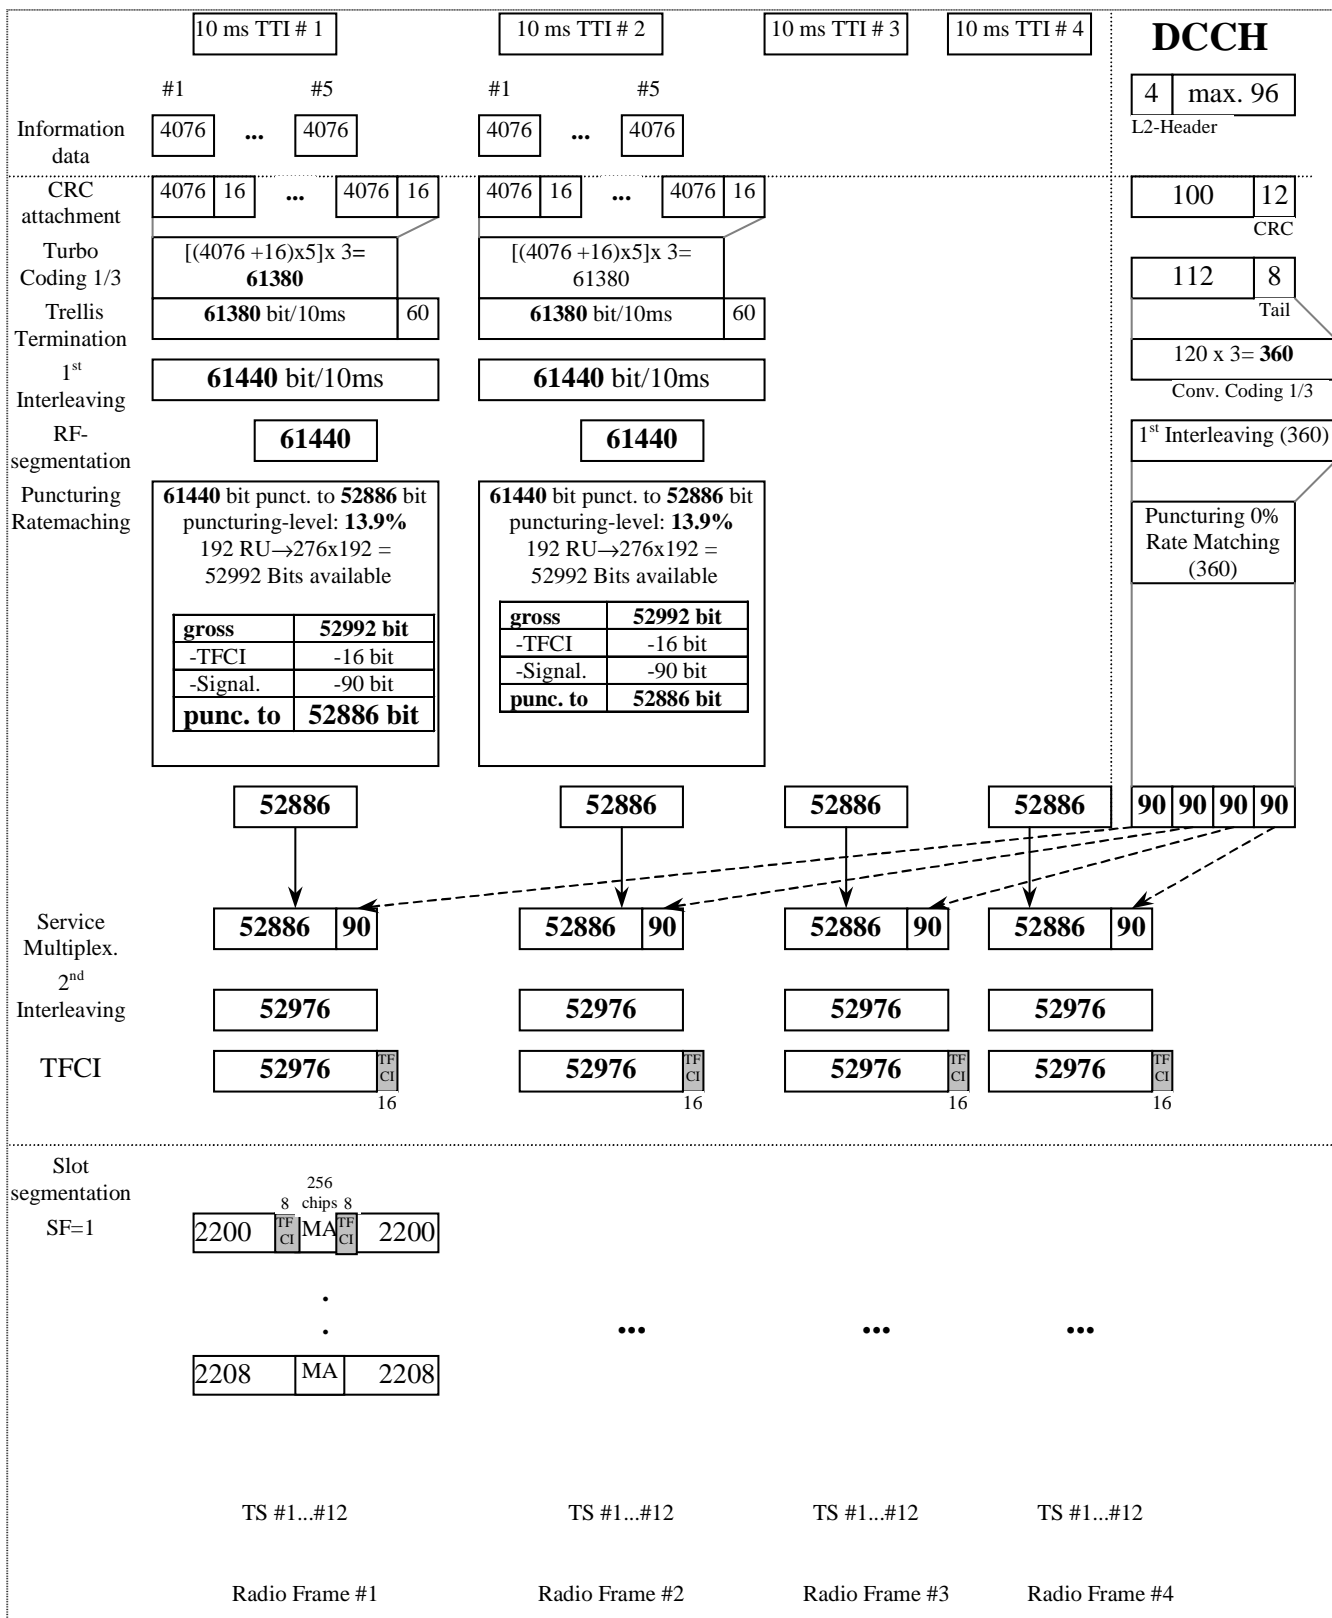 10 ms TTI # 1
10 ms TTI # 2
10 ms TTI # 3
10 ms TTI # 4
DCCH
#1 #5 #1 #5
4 max. 96
L2-Header
Information
data
4076 ... 4076
4076 ... 4076
CRC
attachment
4076 16 ... 4076 16
4076 16 ... 4076 16
100 12
CRC
Turbo
Coding 1/3
[(4076 +16)x5]x 3=
61380
[(4076 +16)x5]x 3=
61380
112 8
Tail
Trellis
Termination
61380 bit/10ms 60
61380 bit/10ms 60
120 x 3= 360
Conv. Coding 1/3
1st
Interleaving
61440 bit/10ms
61440 bit/10ms
RF-
segmentation
61440
61440
1st Interleaving (360)
Puncturing
Ratemaching
61440 bit punct. to 52886 bit
puncturing-level: 13.9%
192 RU→276x192 =
52992 Bits available
gross 52992 bit
-TFCI -16 bit
-Signal. -90 bit
punc. to 52886 bit
61440 bit punct. to 52886 bit
puncturing-level: 13.9%
192 RU→276x192 =
52992 Bits available
gross 52992 bit
-TFCI -16 bit
-Signal. -90 bit
punc. to 52886 bit
Puncturing 0%
Rate Matching
(360)
52886 52886 52886 52886 90 90 90 90
Service
Multiplex.
52886 90 52886 90 52886 90 52886 90
2nd
Interleaving
52976 52976 52976 52976
TFCI
52976 TF CI 52976 TF CI 52976 TF CI 52976 TF CI
16 16 16 16
Slot
segmentation
SF=1
256
8 chips 8
2200 TF CI MA TF CI 2200
.
.
... ... ...
2208 MA 2208
TS #1...#12 TS #1...#12 TS #1...#12 TS #1...#12
Radio Frame #1 Radio Frame #2 Radio Frame #3 Radio Frame #4